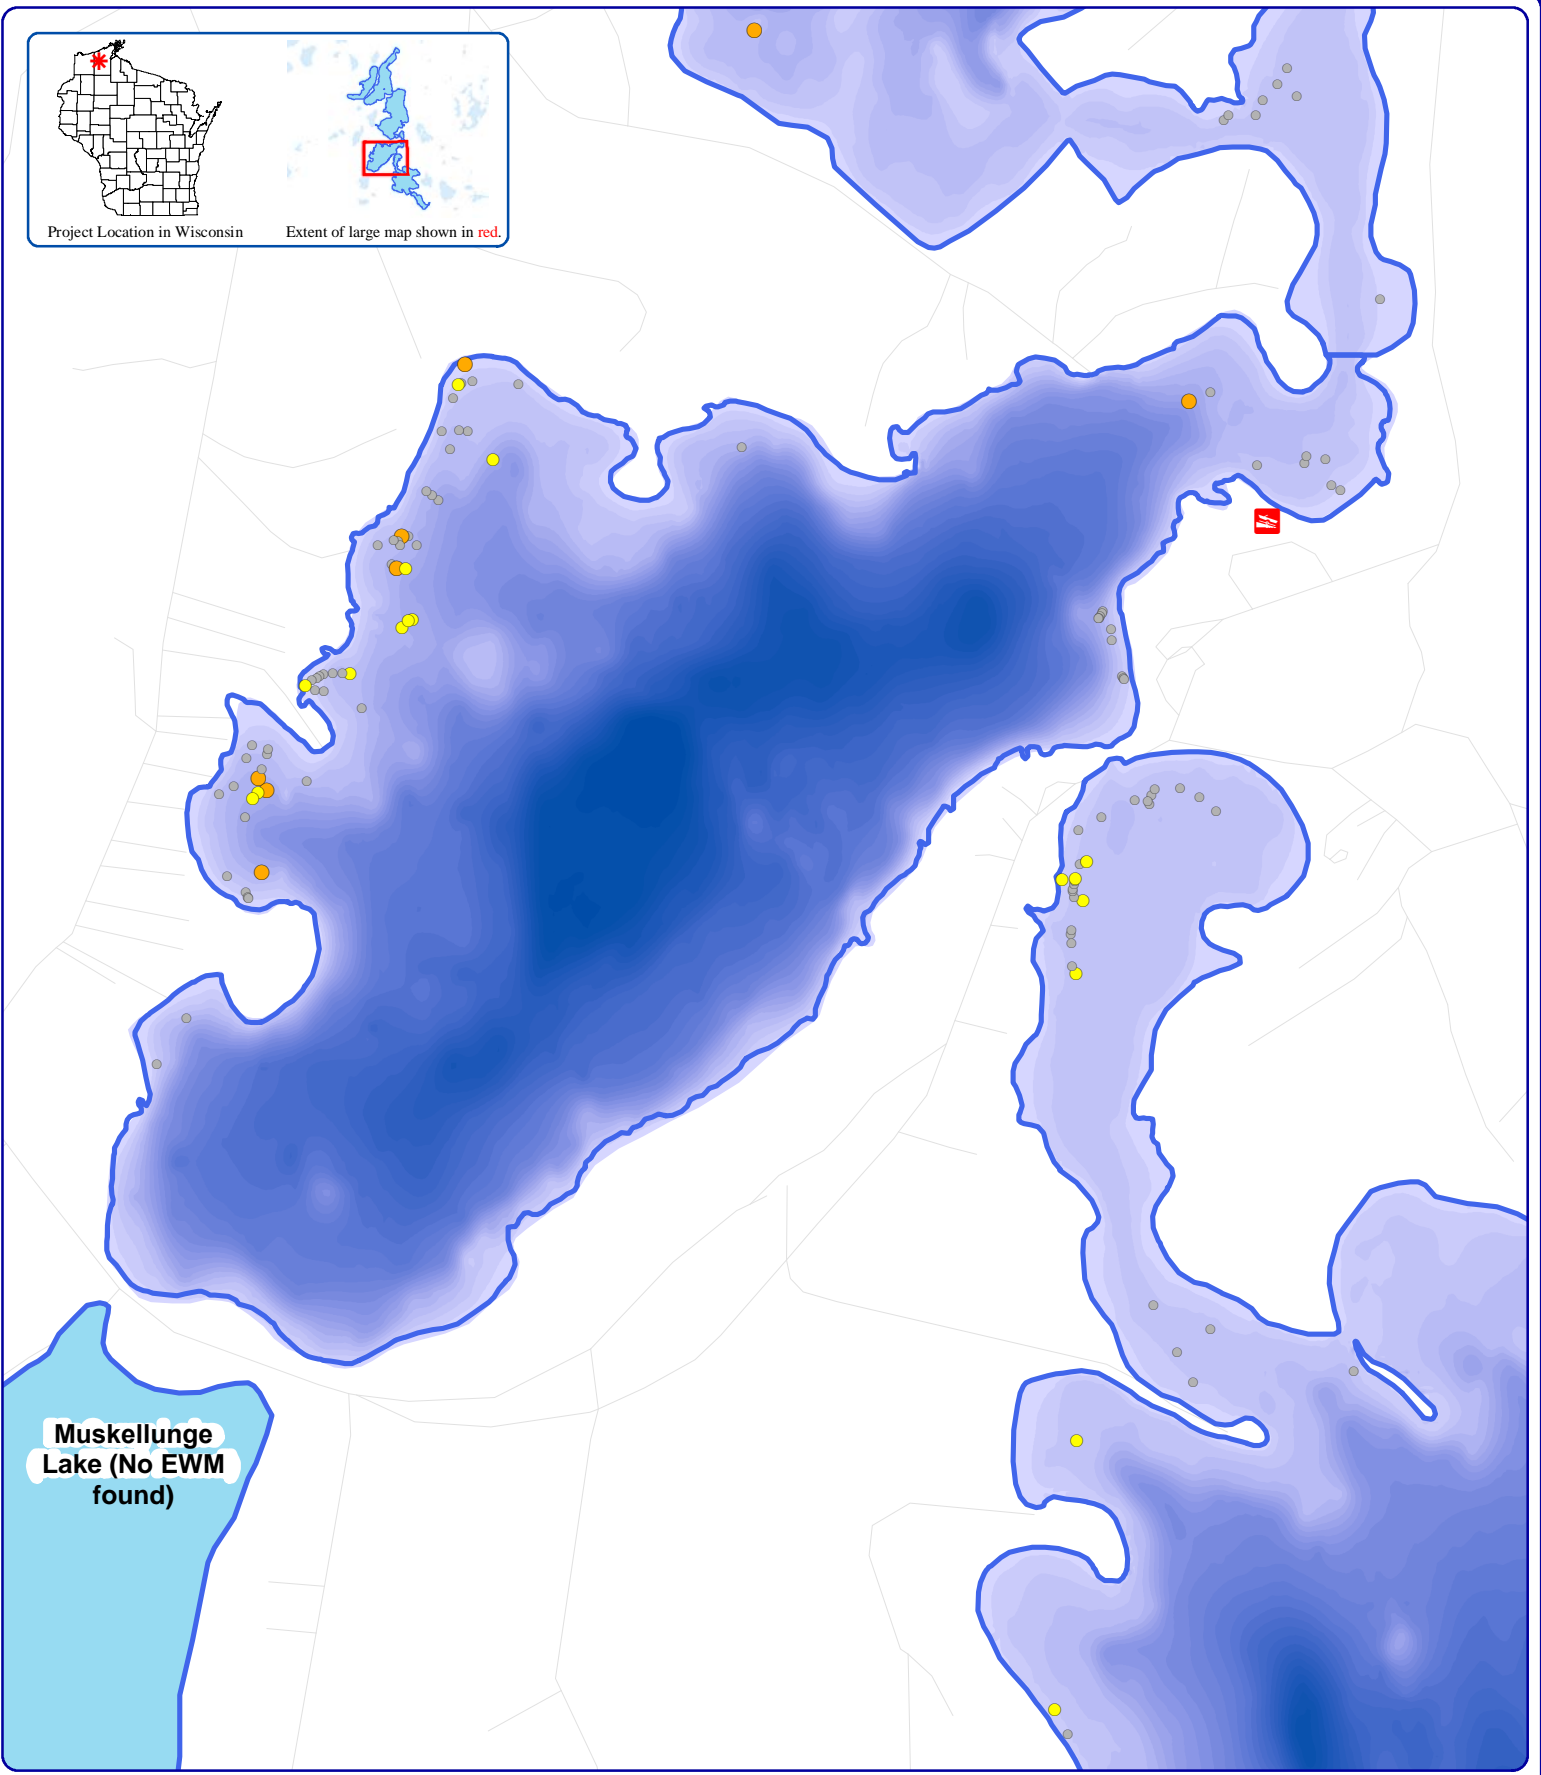 Project Location in Wisconsin
Extent of large map shown in red.
Muskellunge
Lake (No EWM
found)